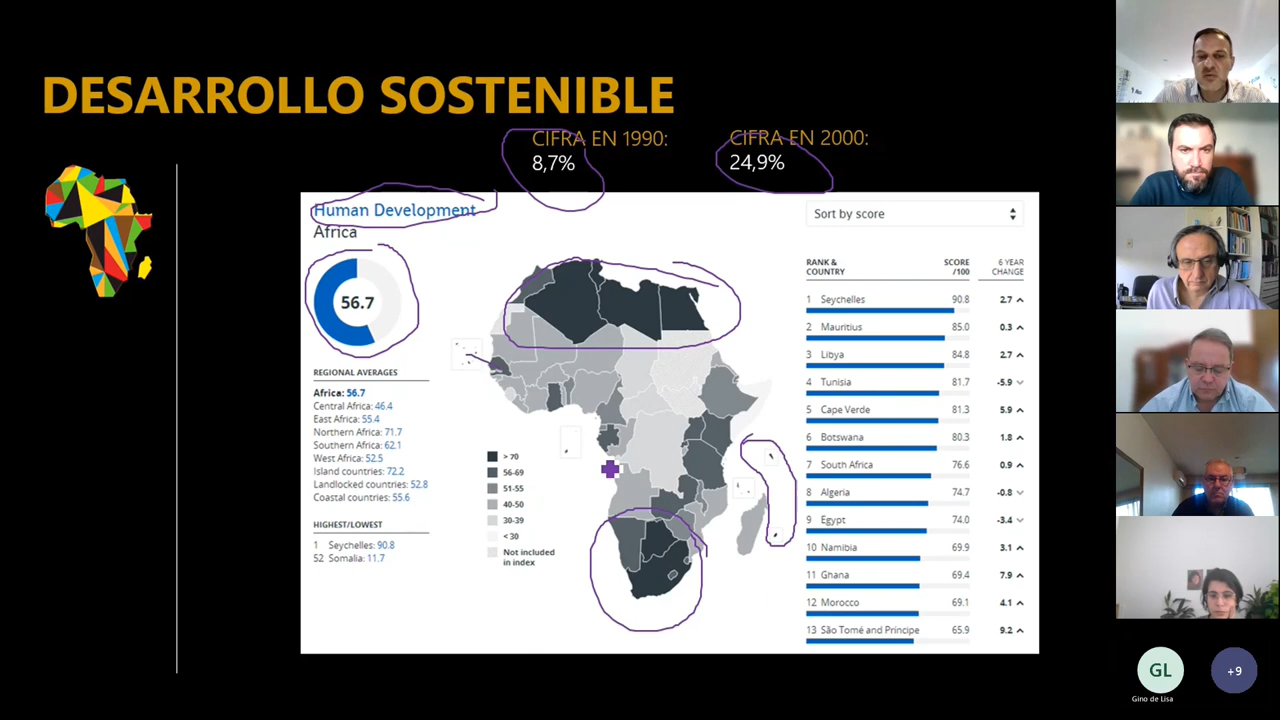 DESARROLLO SOSTENIBLE
CIFRA EN 1990:
8,7%
CIFRA EN 2000:
24,9%
Human Development
Africa
56.7
REGIONAL AVERAGES
Africa: 56.7
Central Africa: 46.4
East Africa: 55.4
Northern Africa: 71.7
Southern Africa: 62.1
West Africa: 52.5
Island countries: 72.2
Landlocked countries: 52.8
Coastal countries: 55.6
HIGHEST/LOWEST
1 Seychelles: 90.8
52 Somalia: 11.7
> 70
56-69
51-55
40-50
30-39
< 30
Not included
in index
Sort by score
RANK & COUNTRY SCORE /100 6 YEAR CHANGE
1 Seychelles 90.8 2.7
2 Mauritius 85.0 0.3
3 Libya 84.8 2.7
4 Tunisia 81.7 -5.9
5 Cape Verde 81.3 5.9
6 Botswana 80.3 1.8
7 South Africa 76.6 0.9
8 Algeria 74.7 -0.8
9 Egypt 74.0 -3.4
10 Namibia 69.9 3.1
11 Ghana 69.4 7.9
12 Morocco 69.1 4.1
13 São Tomé and Príncipe 65.9 9.2
GL
Gino de Lisa
+9